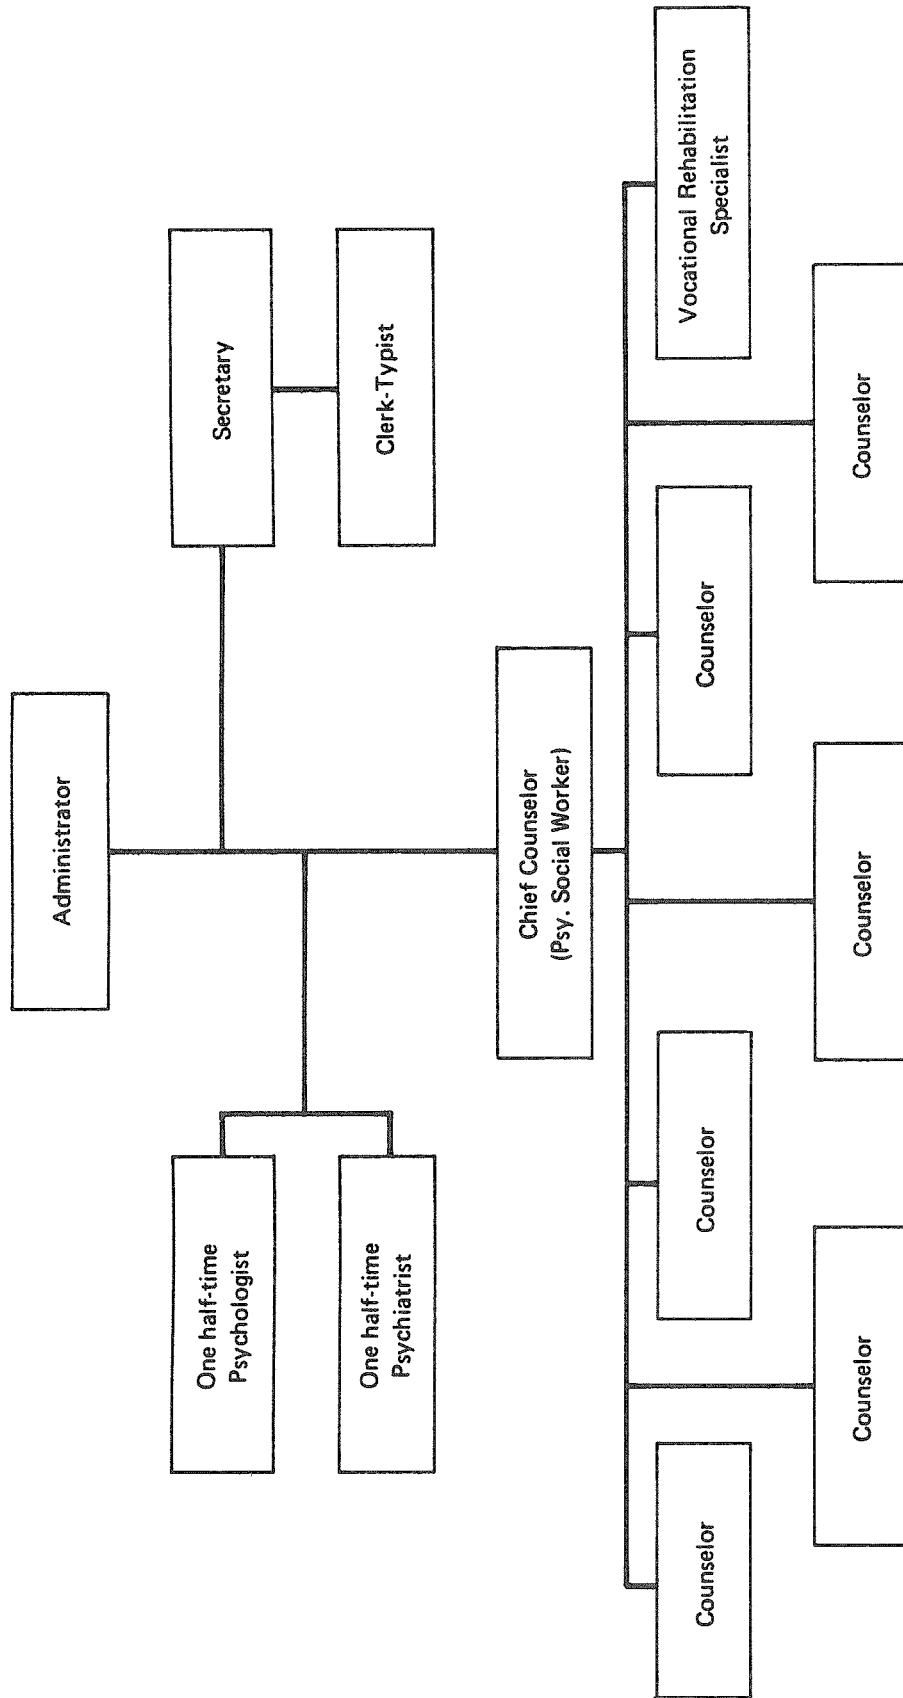 Administrator
One half-time
Psychologist
Secretary
One half-time
Psychiatrist
Clerk-Typist
Chief Counselor
(Psy. Social Worker)
Counselor
Counselor
Counselor
Vocational Rehabilitation
Specialist
Counselor
Counselor
Counselor